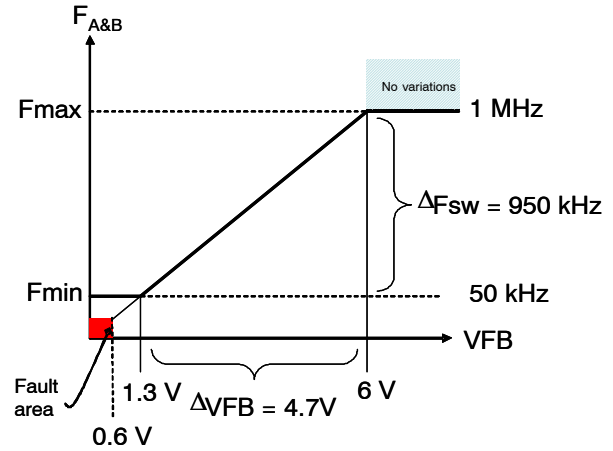 F A&B
No variations
Fmax
1 MHz
ΔFsw = 950 kHz
Fmin
50 kHz
VFB
Fault
area
1.3 V
ΔVFB = 4.7V
6 V
0.6 V